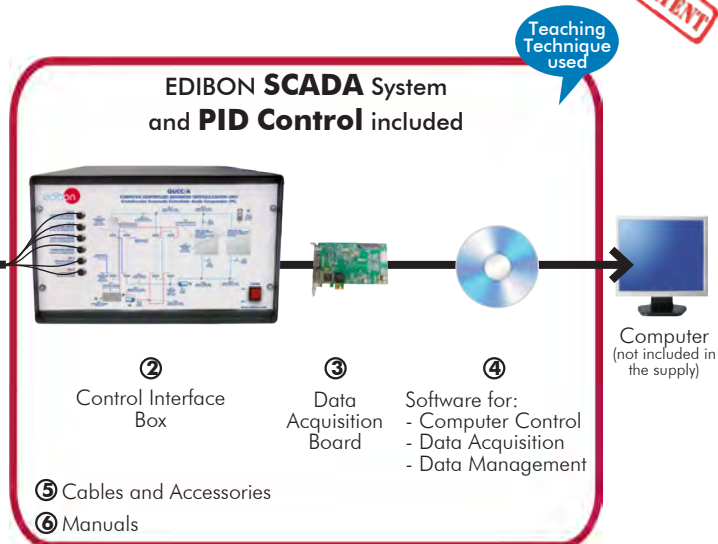 Teaching
Technique
used
EDIBON SCADA System
and PID Control included
edibon
QUCC/A
Computer
(not included in
the supply)
② 
Control Interface
Box
③
Data
Acquisition
Board
④
Software for:
- Computer Control
- Data Acquisition
- Data Management
⑤ Cables and Accessories
⑥ Manuals